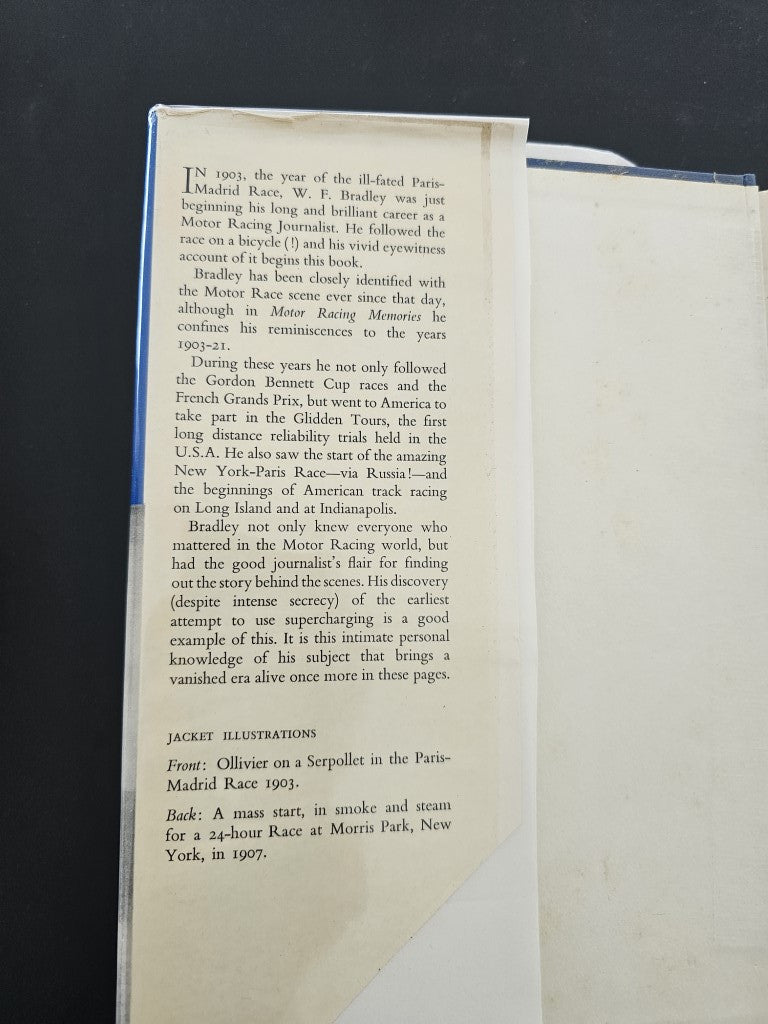 IN 1903, the year of the ill-fated Paris-
Madrid Race, W. F. Bradley was just
beginning his long and brilliant career as a
Motor Racing Journalist. He followed the
race on a bicycle (!) and his vivid eyewitness
account of it begins this book.
Bradley has been closely identified with
the Motor Race scene ever since that day,
although in Motor Racing Memories he
confines his reminiscences to the years
1903-21.
During these years he not only followed
the Gordon Bennett Cup races and the
French Grands Prix, but went to America to
take part in the Glidden Tours, the first
long distance reliability trials held in the
U.S.A. He also saw the start of the amazing
New York-Paris Race—via Russia!—and
the beginnings of American track racing
on Long Island and at Indianapolis.
Bradley not only knew everyone who
mattered in the Motor Racing world, but
had the good journalist's flair for finding
out the story behind the scenes. His discovery
(despite intense secrecy) of the earliest
attempt to use supercharging is a good
example of this. It is this intimate personal
knowledge of his subject that brings a
vanished era alive once more in these pages.
JACKET ILLUSTRATIONS
Front: Ollivier on a Serpollet in the Paris-
Madrid Race 1903.
Back: A mass start, in smoke and steam
for a 24-hour Race at Morris Park, New
York, in 1907.